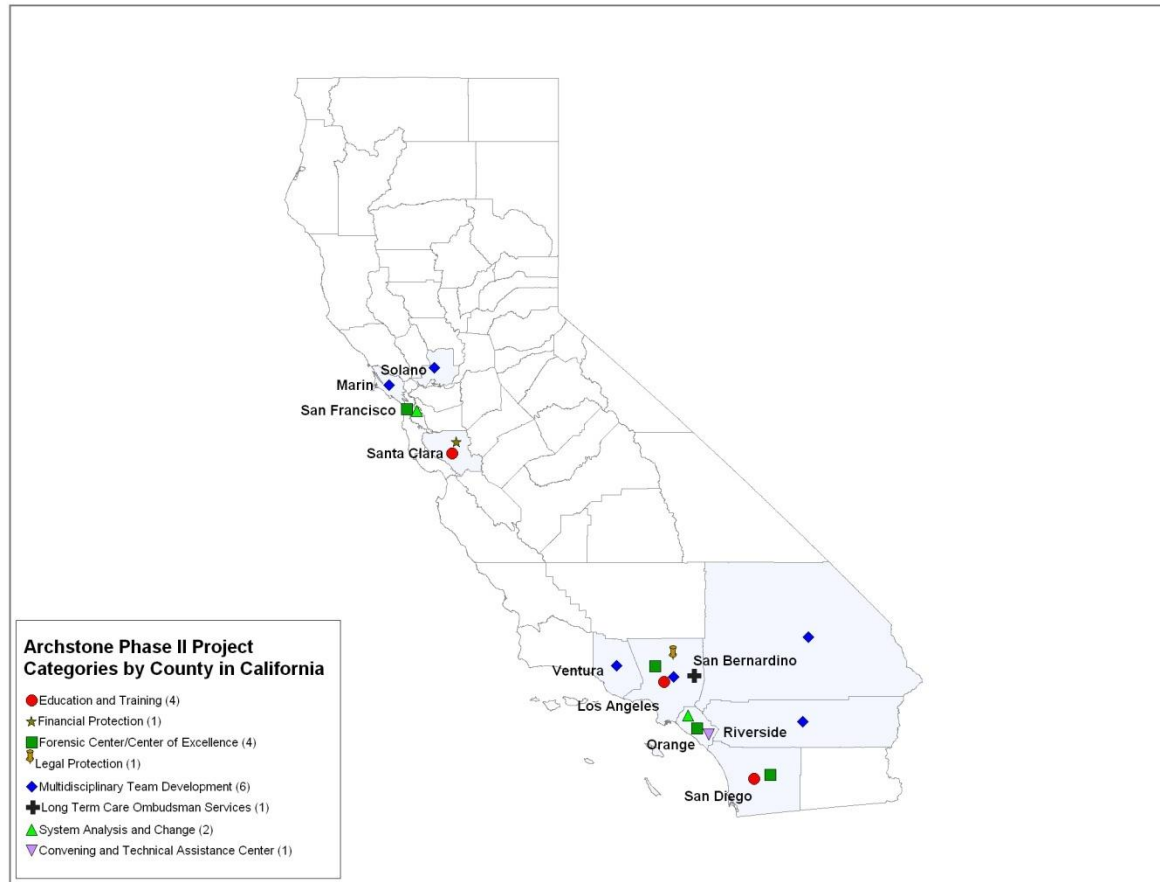 Solano
Marin
San Francisco
Santa Clara
Ventura
San Bernardino
Los Angeles
Orange
Riverside
San Diego
Archstone Phase II Project
Categories by County in California
Education and Training (4)
Financial Protection (1)
Forensic Center/Center of Excellence (4)
Legal Protection (1)
Multidisciplinary Team Development (6)
Long Term Care Ombudsman Services (1)
System Analysis and Change (2)
Convening and Technical Assistance Center (1)